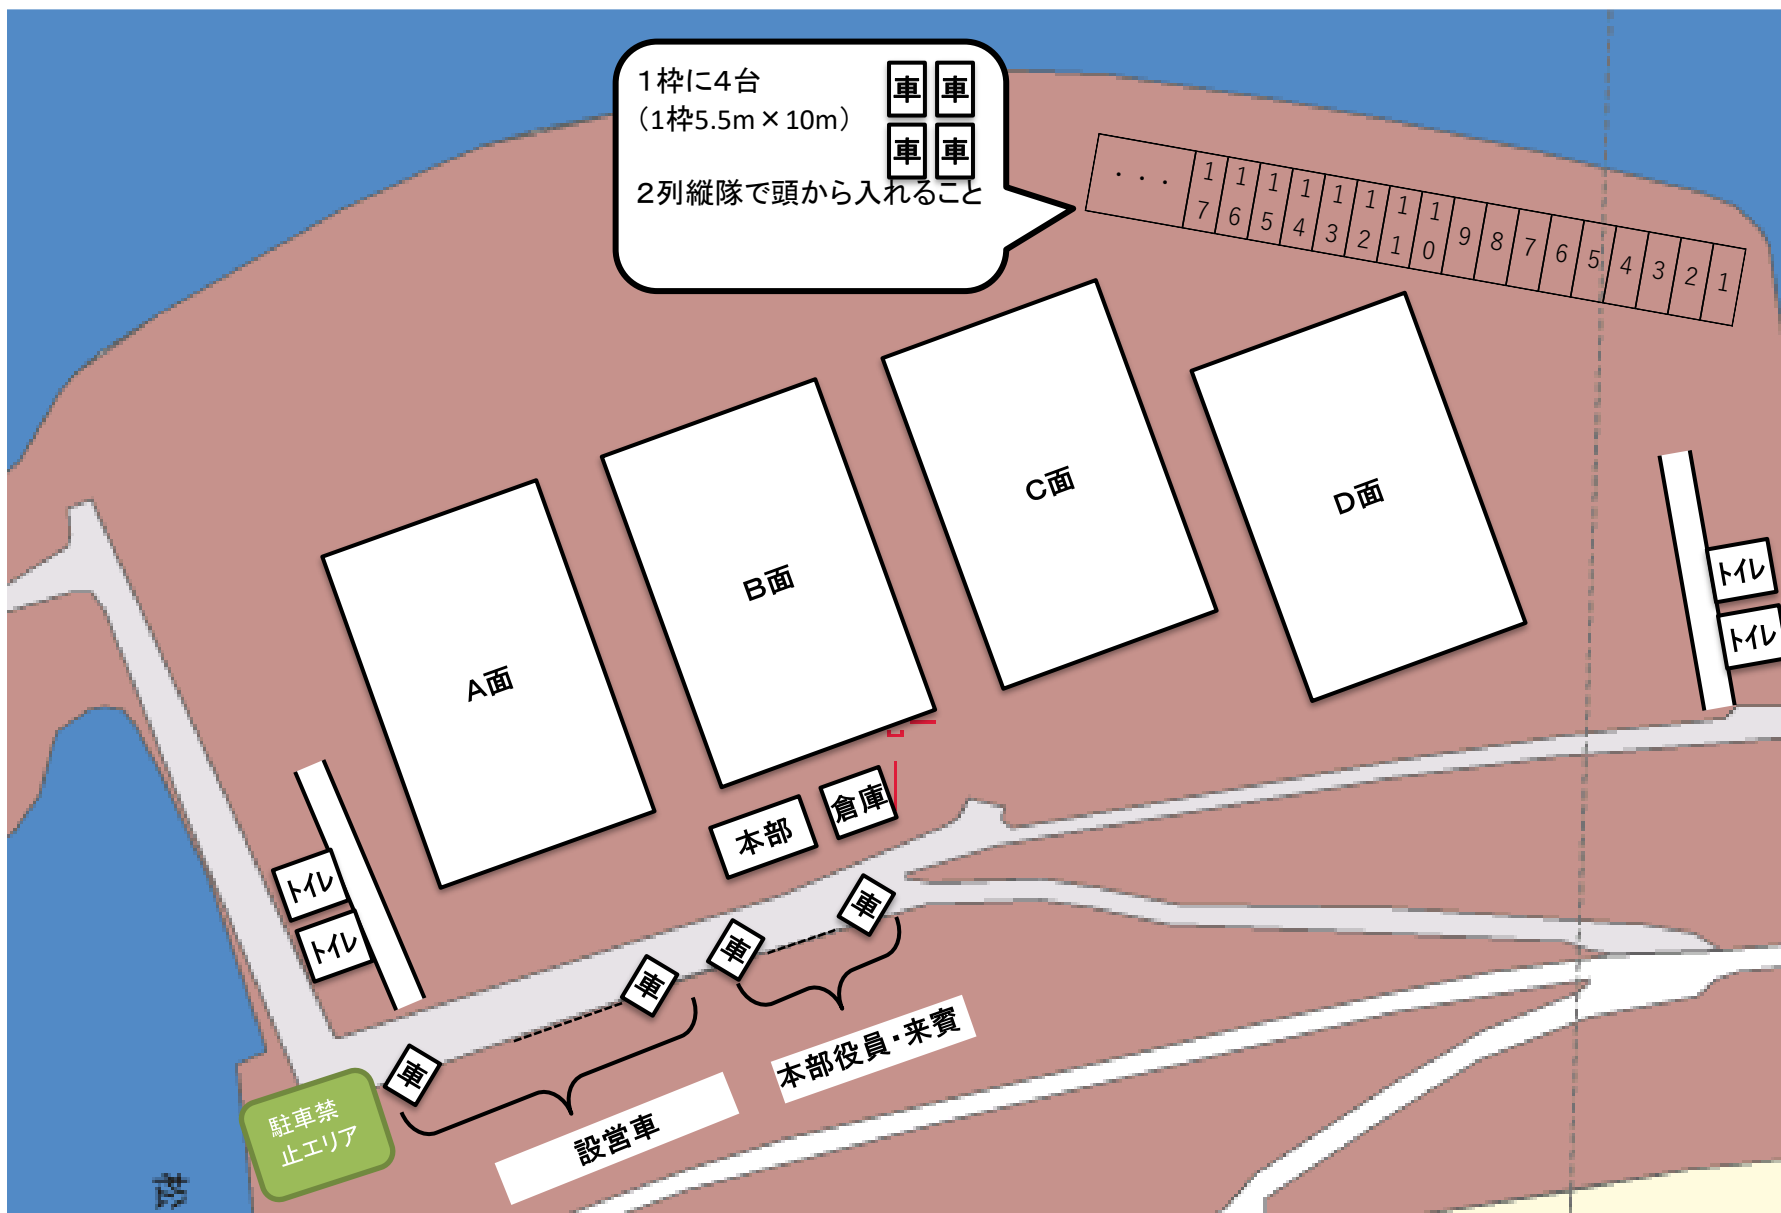 １枠に４台
（1枠5.5m×10m）
車 車
車 車
２列縦隊で頭から入れること
・・・ 17 16 15 14 13 12 11 10 9 8 7 6 5 4 3 2 1
A面
B面
C面
D面
トイレ
トイレ
本部
倉庫
トイレ
トイレ
車
車
車
車
本部役員・来賓
設営車
駐車禁
止エリア
松